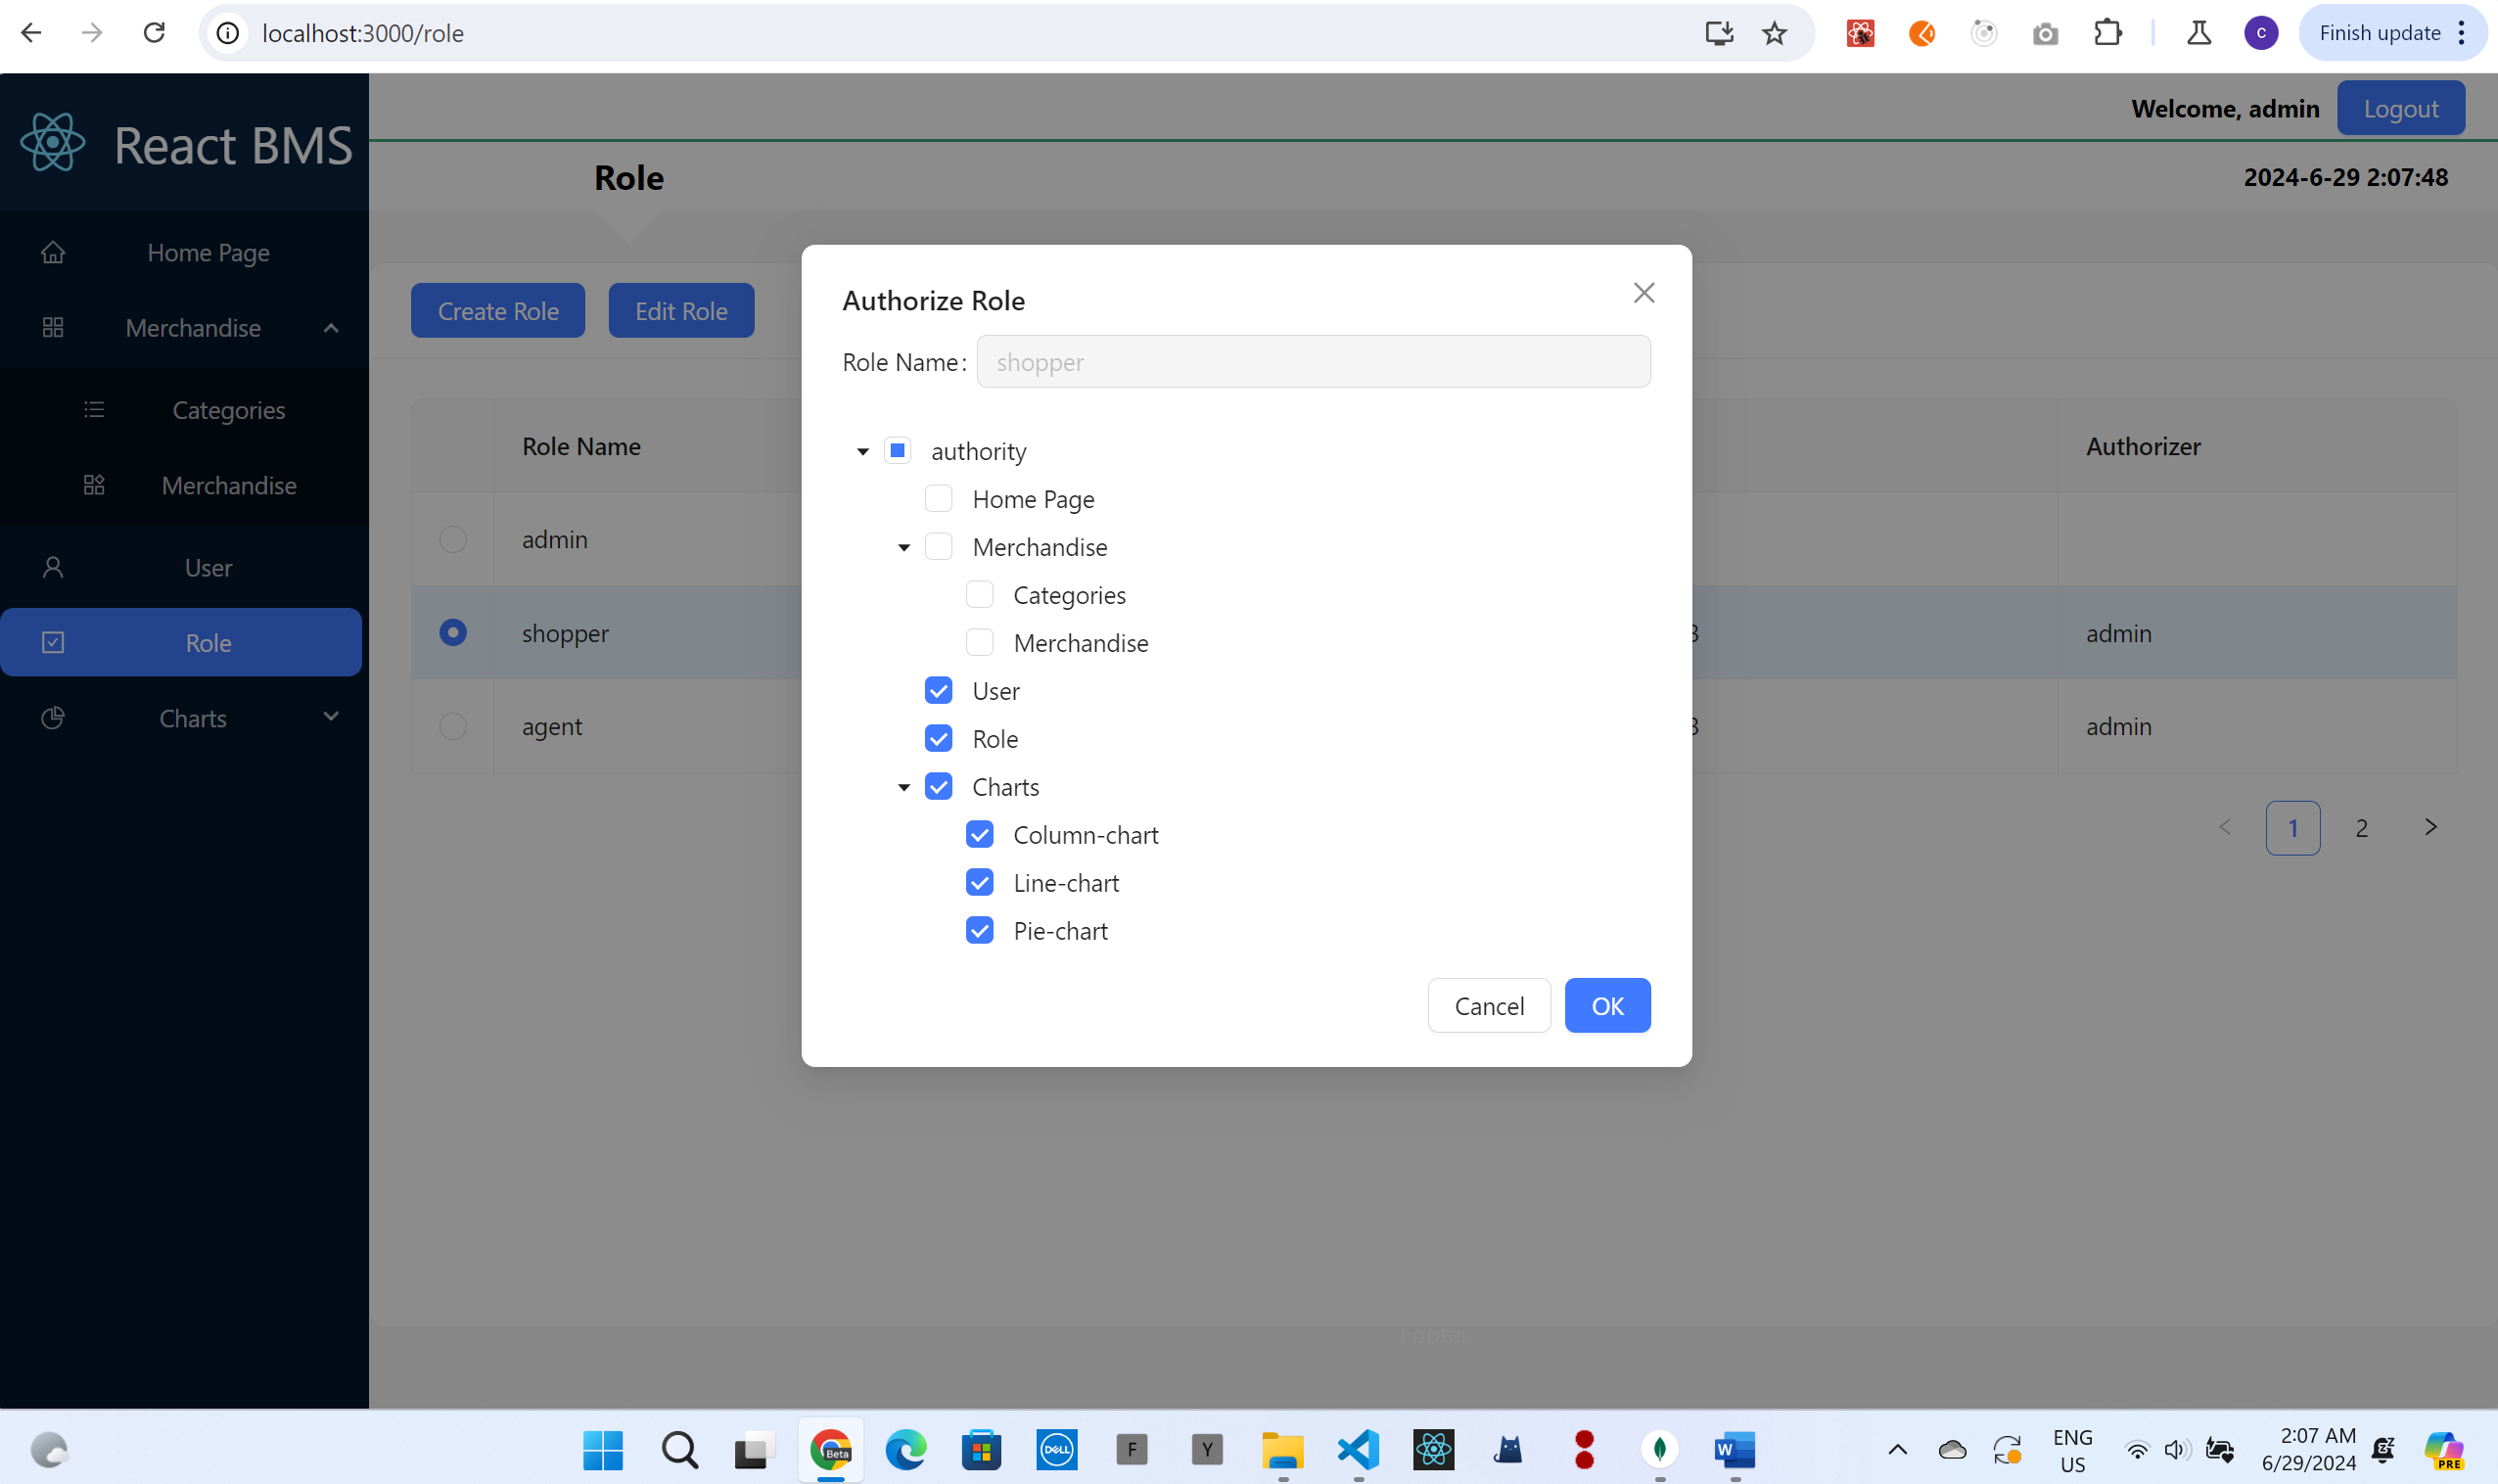 localhost:3000/role
C
Finish update
React BMS
Welcome, admin
Logout
Role
2024-6-29 2:07:48
Home Page
Merchandise
Categories
Merchandise
User
Role
Charts
Create Role
Edit Role
Role Name
Authorizer
admin
shopper
3
admin
agent
3
admin
1
2
Authorize Role
Role Name:
shopper
authority
Home Page
Merchandise
Categories
Merchandise
User
Role
Charts
Column-chart
Line-chart
Pie-chart
Cancel
OK
Footer
Beta
DELL
F
Y
W
ENG
US
2:07 AM
6/29/2024
PRE